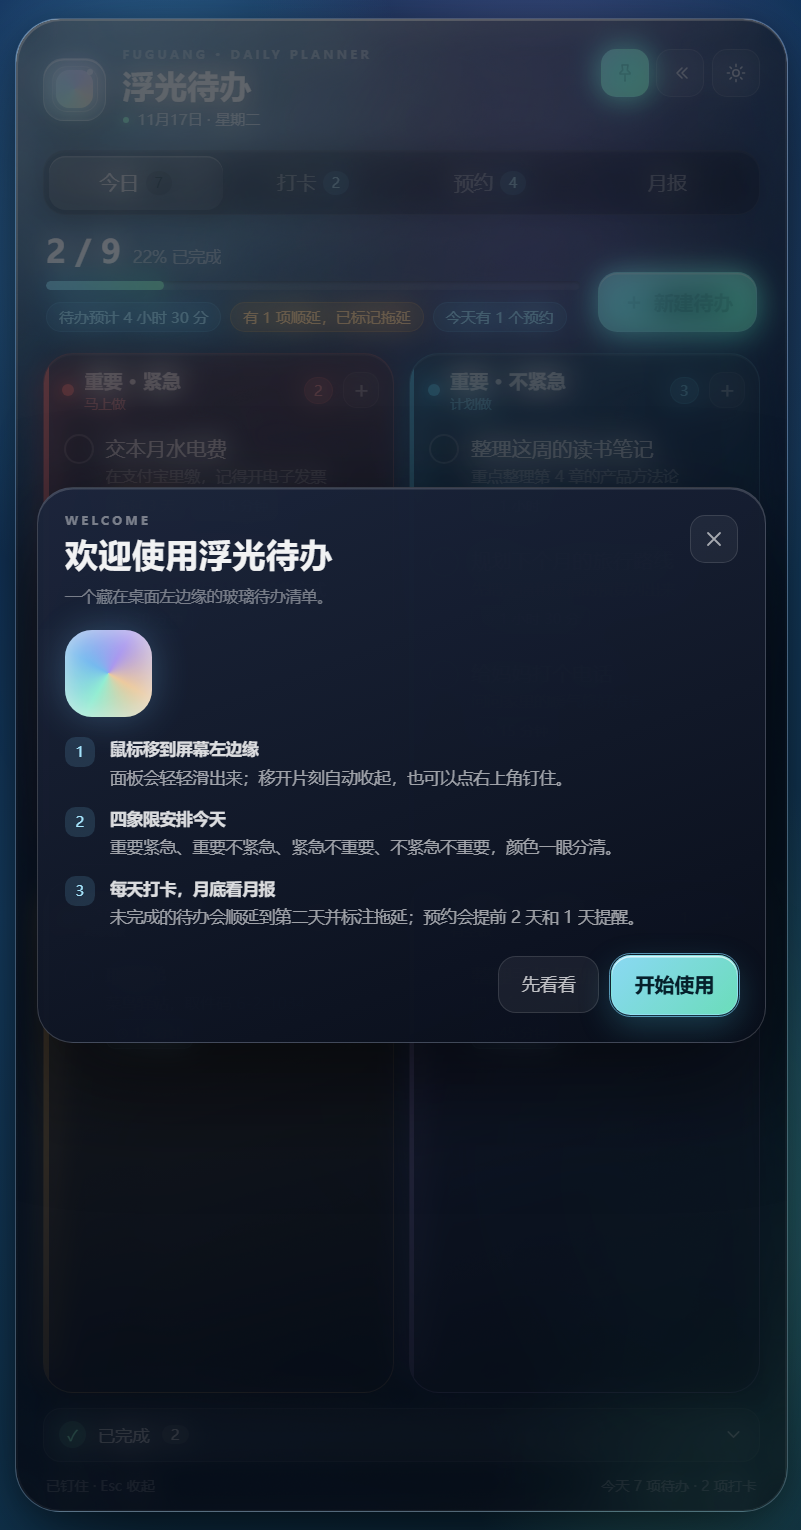 FUGUANG • DAILY PLANNER
浮光待办
11月17日 · 星期二
今日 7
打卡 2
预约 4
月报
2 / 9 22% 已完成
待办预计 4 小时 30 分
有 1 项顺延，已标记拖延
今天有 1 个预约
+ 新建待办
重要 • 紧急
马上做
2
+
重要 • 不紧急
计划做
3
+
交本月水电费
在支付宝里缴，记得开电子发票
整理这周的读书笔记
重点整理第 4 章的产品方法论
WELCOME
欢迎使用浮光待办
一个藏在桌面左边缘的玻璃待办清单。
1 鼠标移到屏幕左边缘
面板会轻轻滑出来；移开片刻自动收起，也可以点右上角钉住。
2 四象限安排今天
重要紧急、重要不紧急、紧急不重要、不紧急不重要，颜色一眼分清。
3 每天打卡，月底看月报
未完成的待办会顺延到第二天并标注拖延；预约会提前 2 天和 1 天提醒。
先看看
开始使用
已完成 2
已钉住 · Esc 收起
今天 7 项待办 · 2 项打卡